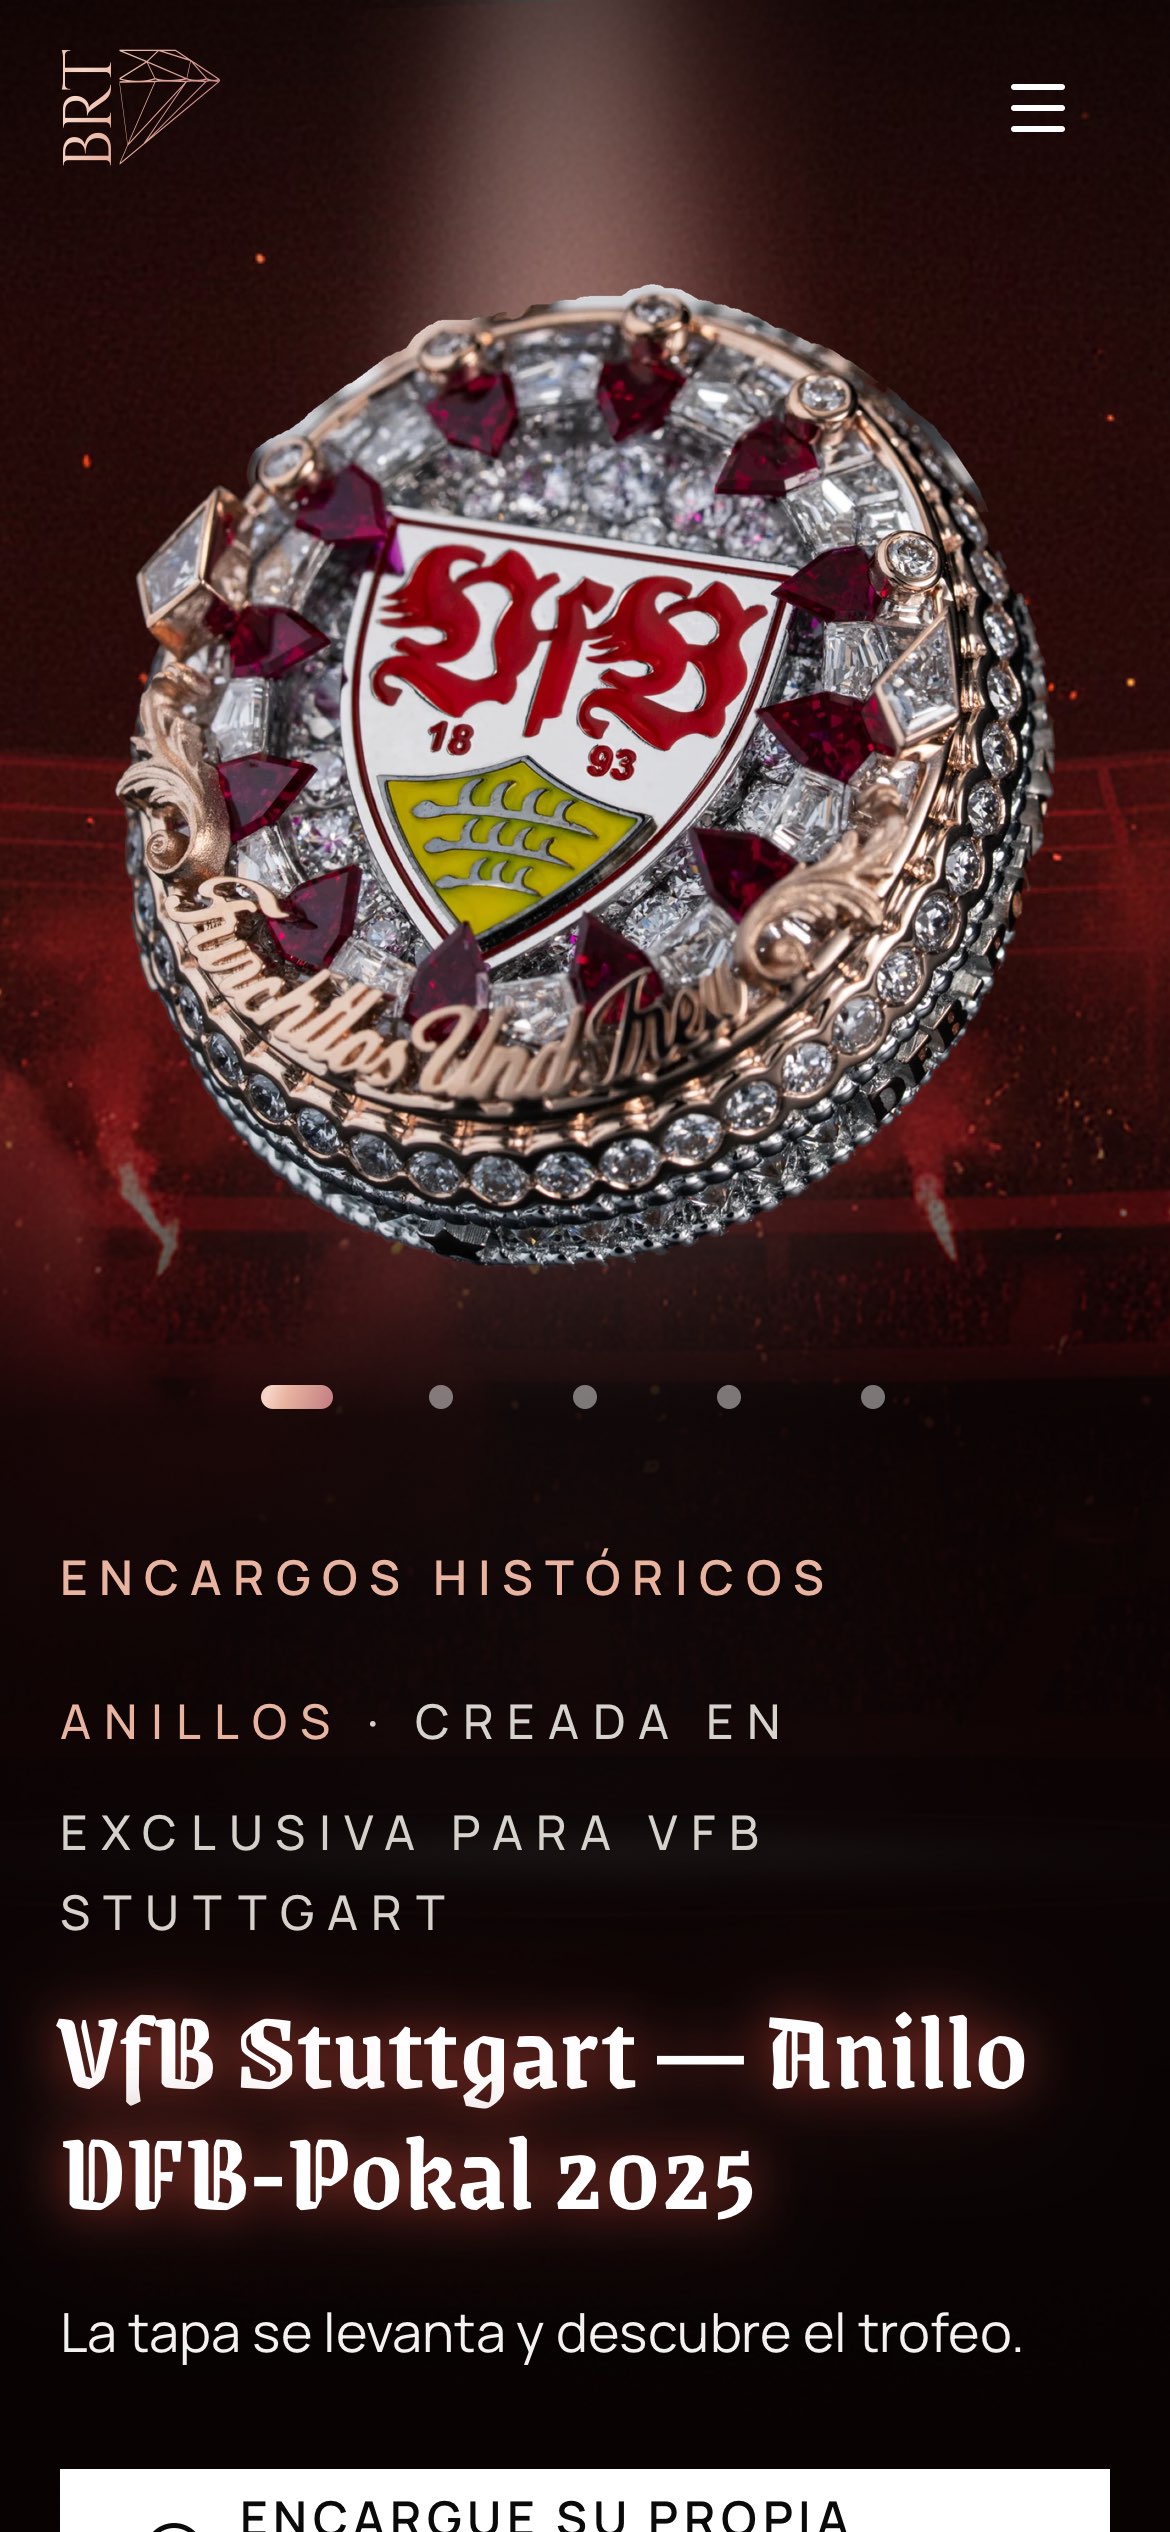 BRT
VfB
18 93
Furchtlos Und Treu
DFB
ENCARGOS HISTÓRICOS
ANILLOS · CREADA EN
EXCLUSIVA PARA VFB
STUTTGART
VfB Stuttgart — Anillo
DFB-Pokal 2025
La tapa se levanta y descubre el trofeo.
ENCARGUE SU PROPIA